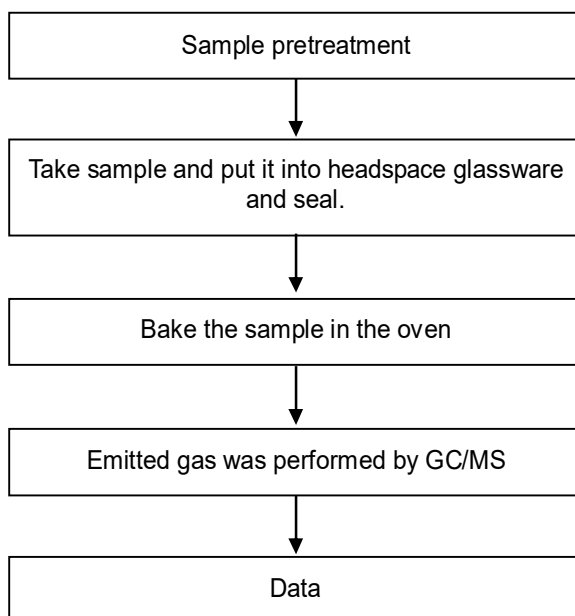 Sample pretreatment
Take sample and put it into headspace glassware
and seal.
Bake the sample in the oven
Emitted gas was performed by GC/MS
Data